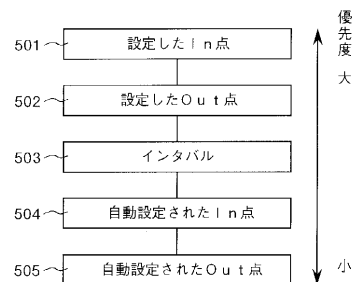 501 設定したIn点
502 設定したOut点
503 インタバル
504 自動設定されたIn点
505 自動設定されたOut点
優先度
大
小